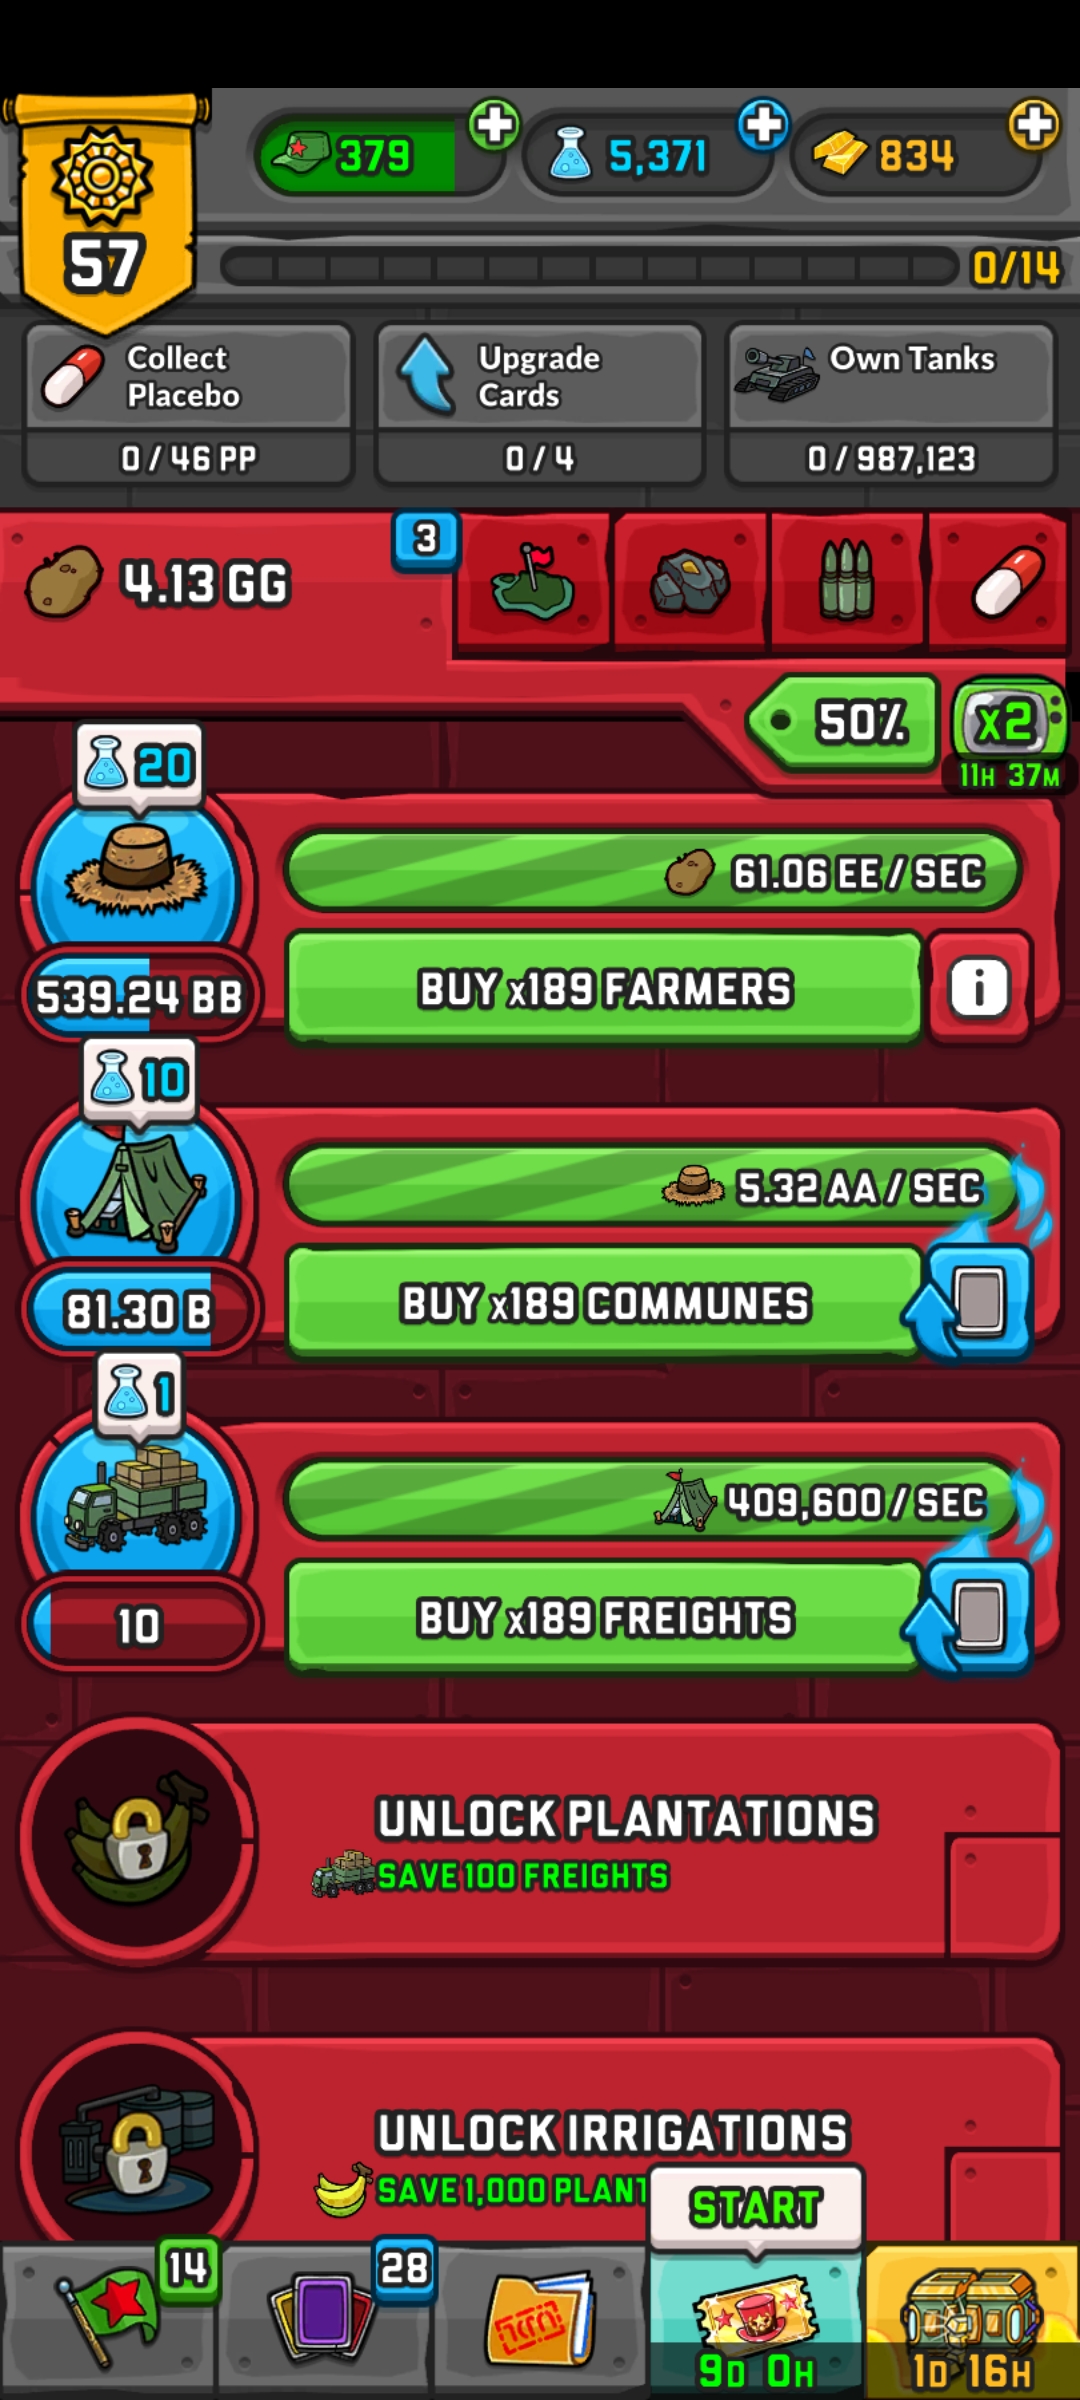 379
5,371
834
57
0/14
Collect
Placebo
0 / 46 PP
Upgrade
Cards
0 / 4
Own Tanks
0 / 987,123
4.13 GG
3
50%
x2
11H 37M
20
61.06 EE / SEC
539.24 BB
BUY x189 FARMERS
i
10
5.32 AA / SEC
81.30 B
BUY x189 COMMUNES
1
409,600 / SEC
10
BUY x189 FREIGHTS
UNLOCK PLANTATIONS
SAVE 100 FREIGHTS
UNLOCK IRRIGATIONS
SAVE 1,000 PLANT
START
14
28
9D 0H
1D 16H